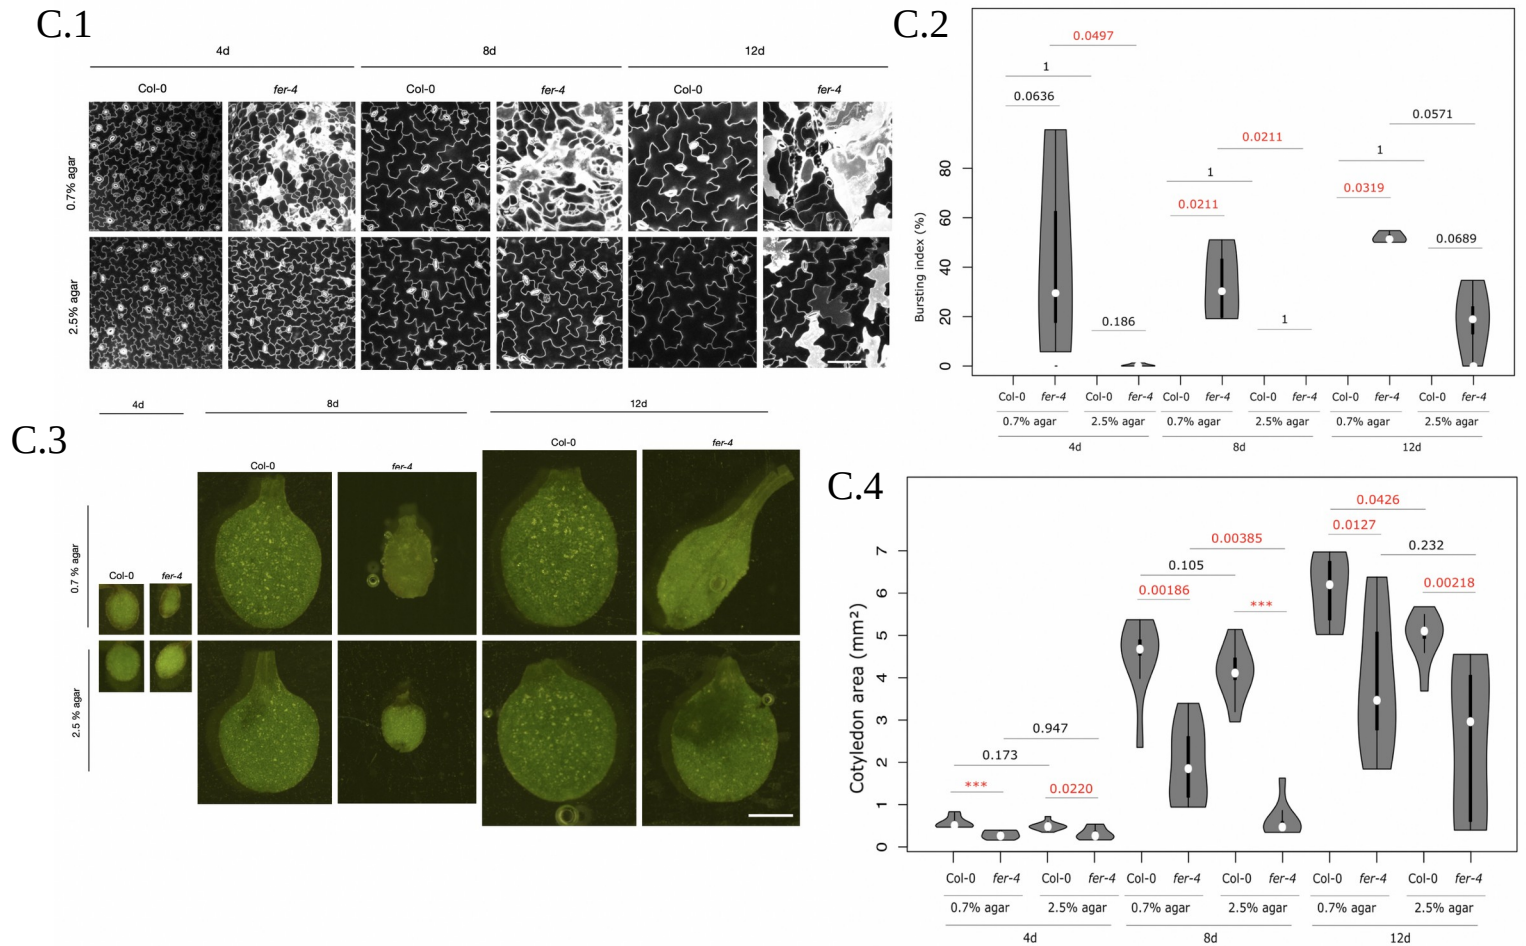 C.1
4d 8d 12d
Col-0 fer-4 Col-0 fer-4 Col-0 fer-4
0.7% agar
2.5% agar
C.2
0.0497
1
0.0636
0.186
0.0211
1
0.0211
1
0.0571
1
0.0319
0.0689
Bursting index (%)
80
60
40
20
0
Col-0 fer-4 Col-0 fer-4 Col-0 fer-4 Col-0 fer-4 Col-0 fer-4 Col-0 fer-4
0.7% agar 2.5% agar 0.7% agar 2.5% agar 0.7% agar 2.5% agar
4d 8d 12d
C.3
4d 8d 12d
Col-0 fer-4
Col-0 fer-4
Col-0 fer-4
0.7 % agar
2.5 % agar
C.4
0.947
0.173
***
0.0220
0.00385
0.105
0.00186
***
0.0426
0.0127
0.232
0.00218
Cotyledon area (mm²)
7
6
5
4
3
2
1
0
Col-0 fer-4 Col-0 fer-4 Col-0 fer-4 Col-0 fer-4 Col-0 fer-4 Col-0 fer-4
0.7% agar 2.5% agar 0.7% agar 2.5% agar 0.7% agar 2.5% agar
4d 8d 12d